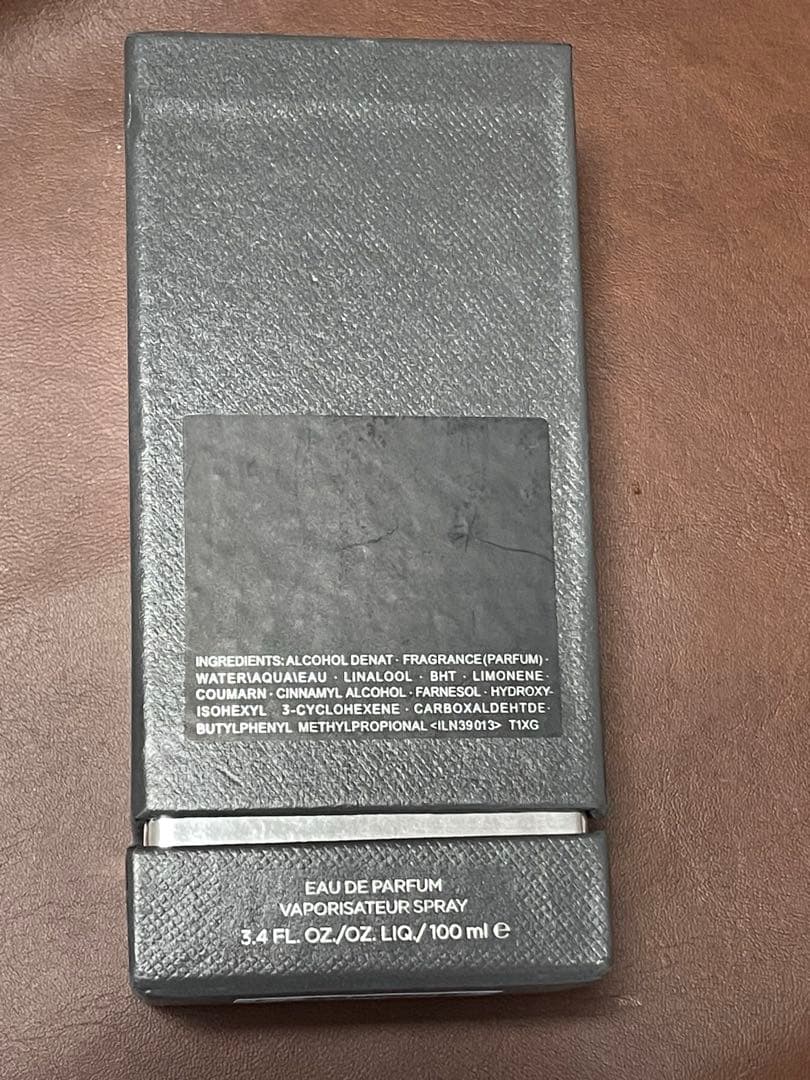 INGREDIENTS: ALCOHOL DENAT · FRAGRANCE (PARFUM) ·
WATER\AQUA\EAU · LINALOOL · BHT · LIMONENE ·
COUMARN · CINNAMYL ALCOHOL · FARNESOL · HYDROXY-
ISOHEXYL 3-CYCLOHEXENE · CARBOXALDEHTDE ·
BUTYLPHENYL METHYLPROPIONAL <ILN39013> T1XG
EAU DE PARFUM
VAPORISATEUR SPRAY
3.4 FL. OZ./OZ. LIQ./ 100 ml ℮